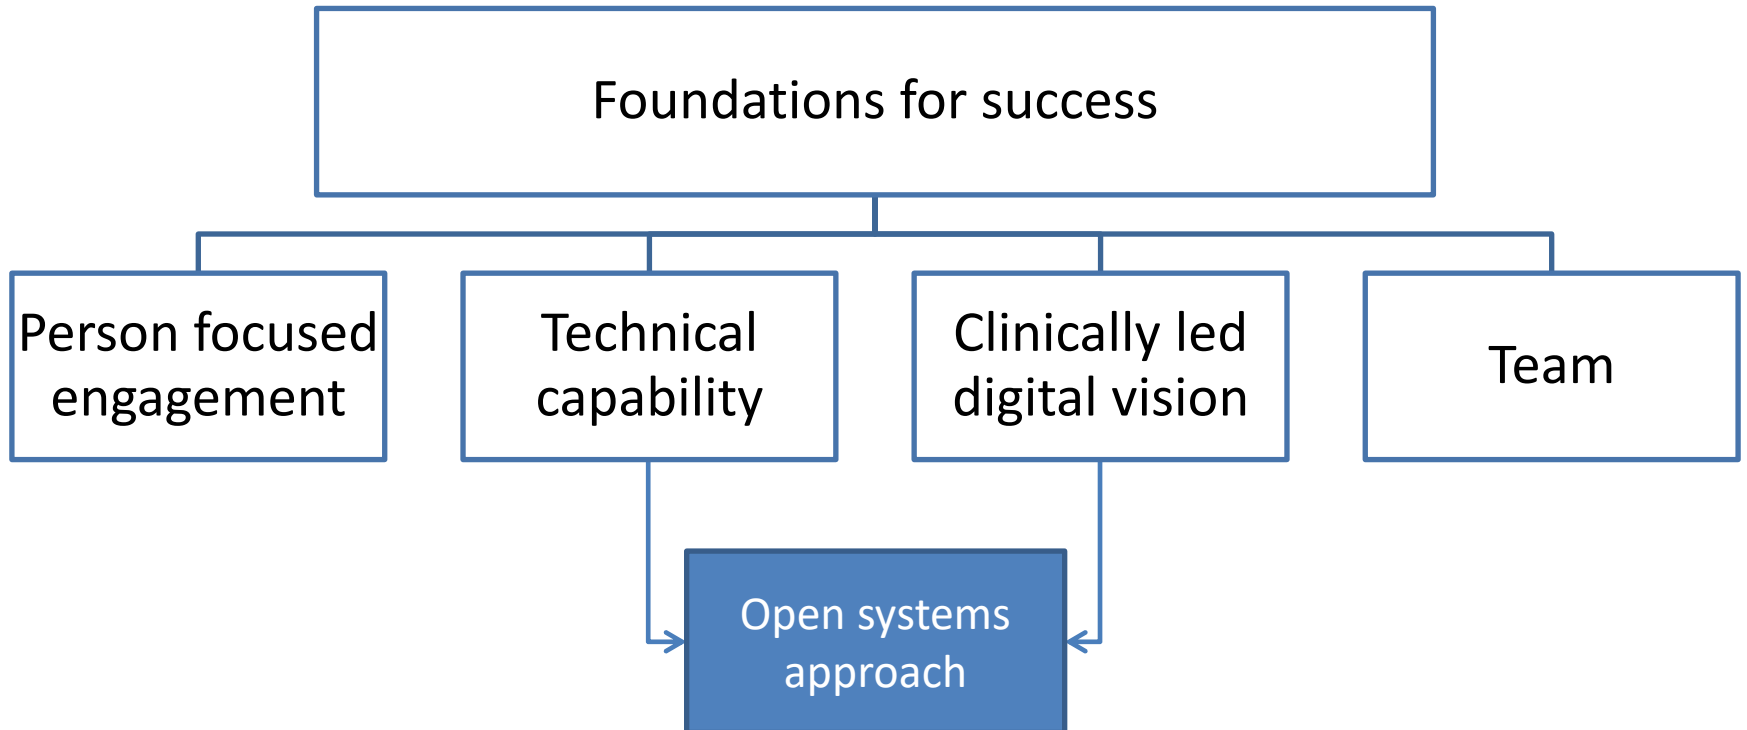 Foundations for success
Person focused
engagement
Technical
capability
Clinically led
digital vision
Team
Open systems
approach